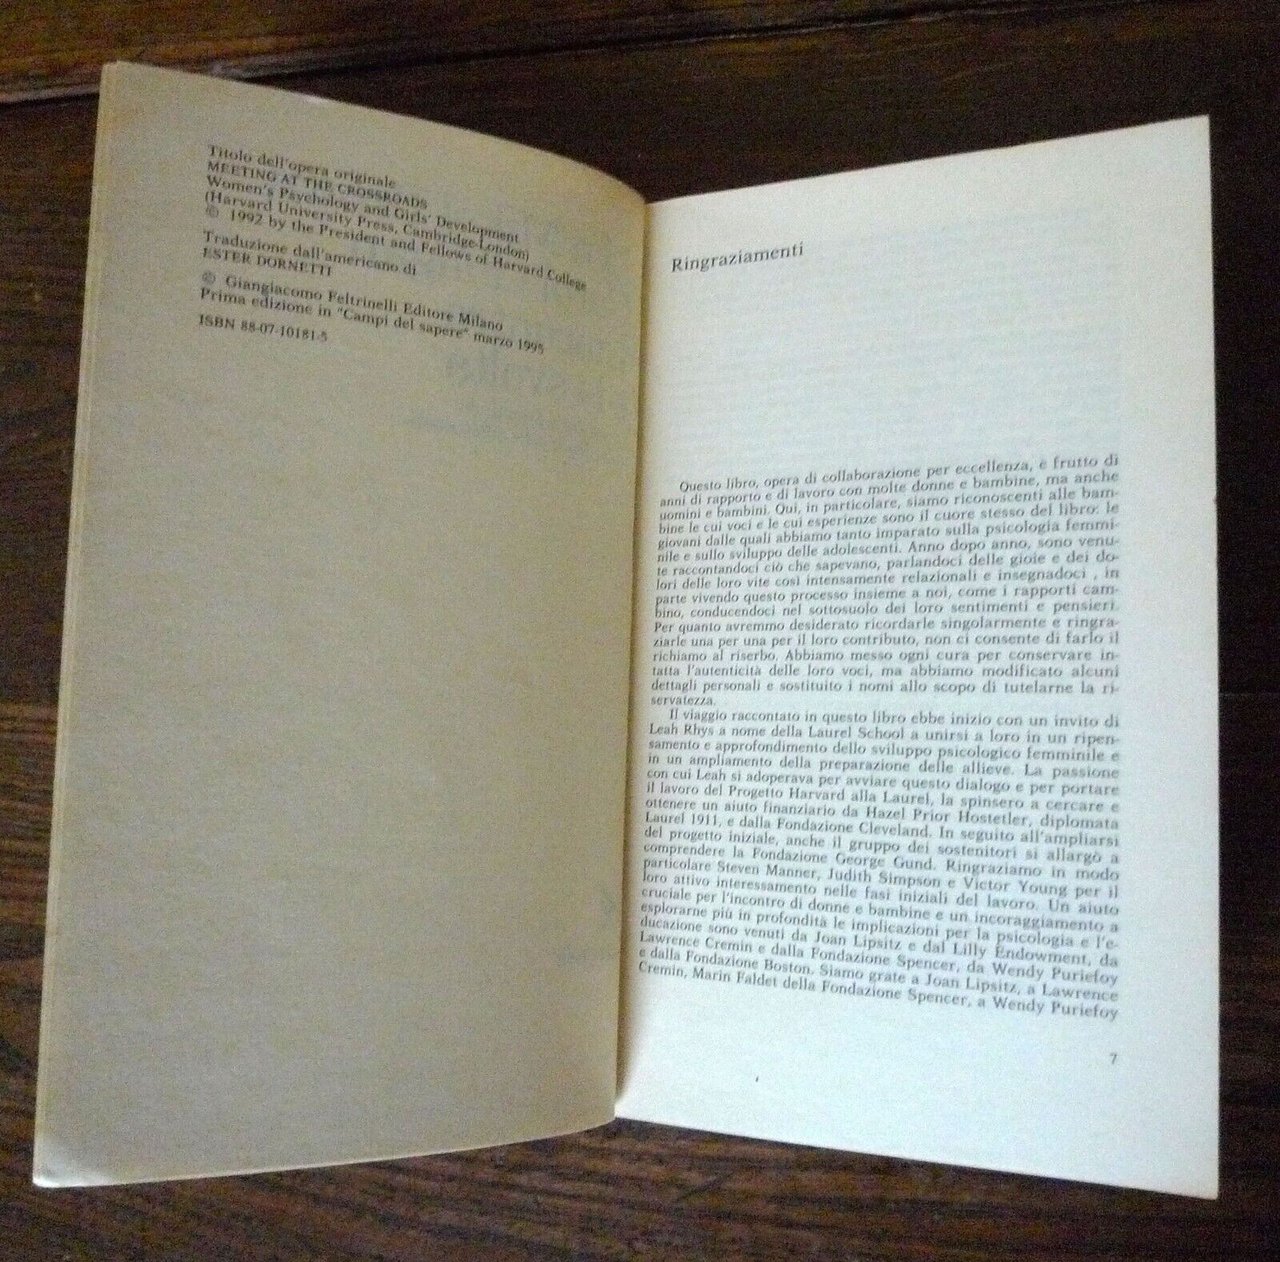 Titolo dell'opera originale
MEETING AT THE CROSSROADS
Women's Psychology and Girls' Development
(Harvard University Press, Cambridge-London)
© 1992 by the President and Fellows of Harvard College
Traduzione dall'americano di
ESTER DORNETTI
© Giangiacomo Feltrinelli Editore Milano
Prima edizione in "Campi del sapere" marzo 1995
ISBN 88-07-10181-5
Ringraziamenti
Questo libro, opera di collaborazione per eccellenza, è frutto di
anni di rapporto e di lavoro con molte donne e bambine, ma anche
uomini e bambini. Qui, in particolare, siamo riconoscenti alle bam-
bine le cui voci e le cui esperienze sono il cuore stesso del libro: le
giovani dalle quali abbiamo tanto imparato sulla psicologia femmi-
nile e sullo sviluppo delle adolescenti. Anno dopo anno, sono venu-
te raccontandoci ciò che sapevano, parlandoci delle gioie e dei do-
lori delle loro vite così intensamente relazionali e insegnadoci , in
parte vivendo questo processo insieme a noi, come i rapporti cam-
bino, conducendoci nel sottosuolo dei loro sentimenti e pensieri.
Per quanto avremmo desiderato ricordarle singolarmente e ringra-
ziarle una per una per il loro contributo, non ci consente di farlo il
richiamo al riserbo. Abbiamo messo ogni cura per conservare in-
tatta l'autenticità delle loro voci, ma abbiamo modificato alcuni
dettagli personali e sostituito i nomi allo scopo di tutelarne la ri-
servatezza.
Il viaggio raccontato in questo libro ebbe inizio con un invito di
Leah Rhys a nome della Laurel School a unirsi a loro in un ripen-
samento e approfondimento dello sviluppo psicologico femminile e
in un ampliamento della preparazione delle allieve. La passione
con cui Leah si adoperava per avviare questo dialogo e per portare
il lavoro del Progetto Harvard alla Laurel, la spinsero a cercare e
ottenere un aiuto finanziario da Hazel Prior Hostetler, diplomata
Laurel 1911, e dalla Fondazione Cleveland. In seguito all'ampliarsi
del progetto iniziale, anche il gruppo dei sostenitori si allargò a
comprendere la Fondazione George Gund. Ringraziamo in modo
particolare Steven Manner, Judith Simpson e Victor Young per il
loro attivo interessamento nelle fasi iniziali del lavoro. Un aiuto
cruciale per l'incontro di donne e bambine e un incoraggiamento a
esplorarne più in profondità le implicazioni per la psicologia e l'e-
ducazione sono venuti da Joan Lipsitz e dal Lilly Endowment, da
Lawrence Cremin e dalla Fondazione Spencer, da Wendy Puriefoy
e dalla Fondazione Boston. Siamo grate a Joan Lipsitz, a Lawrence
Cremin, Marin Faldet della Fondazione Spencer, a Wendy Puriefoy
7